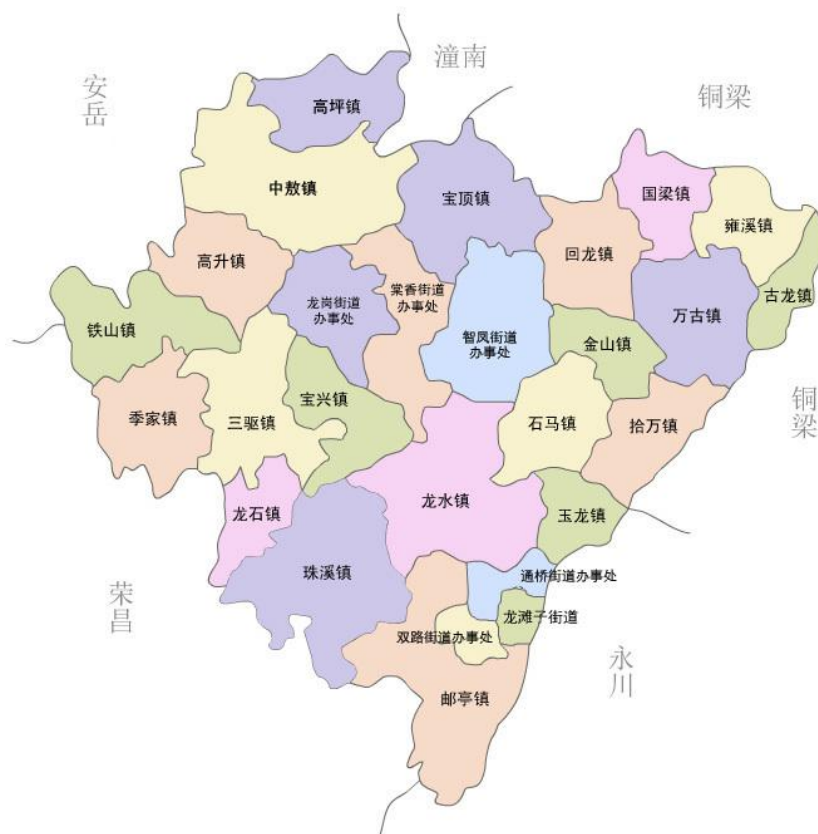 潼南
安
岳
铜梁
高坪镇
中敖镇
宝顶镇
国梁镇
雍溪镇
高升镇
回龙镇
棠香街道
办事处
龙岗街道
办事处
古龙镇
万古镇
铁山镇
智凤街道
办事处
金山镇
宝兴镇
铜
梁
季家镇
三驱镇
石马镇
拾万镇
龙水镇
龙石镇
玉龙镇
珠溪镇
通桥街道办事处
荣
昌
龙滩子街道
双路街道办事处
永
川
邮亭镇